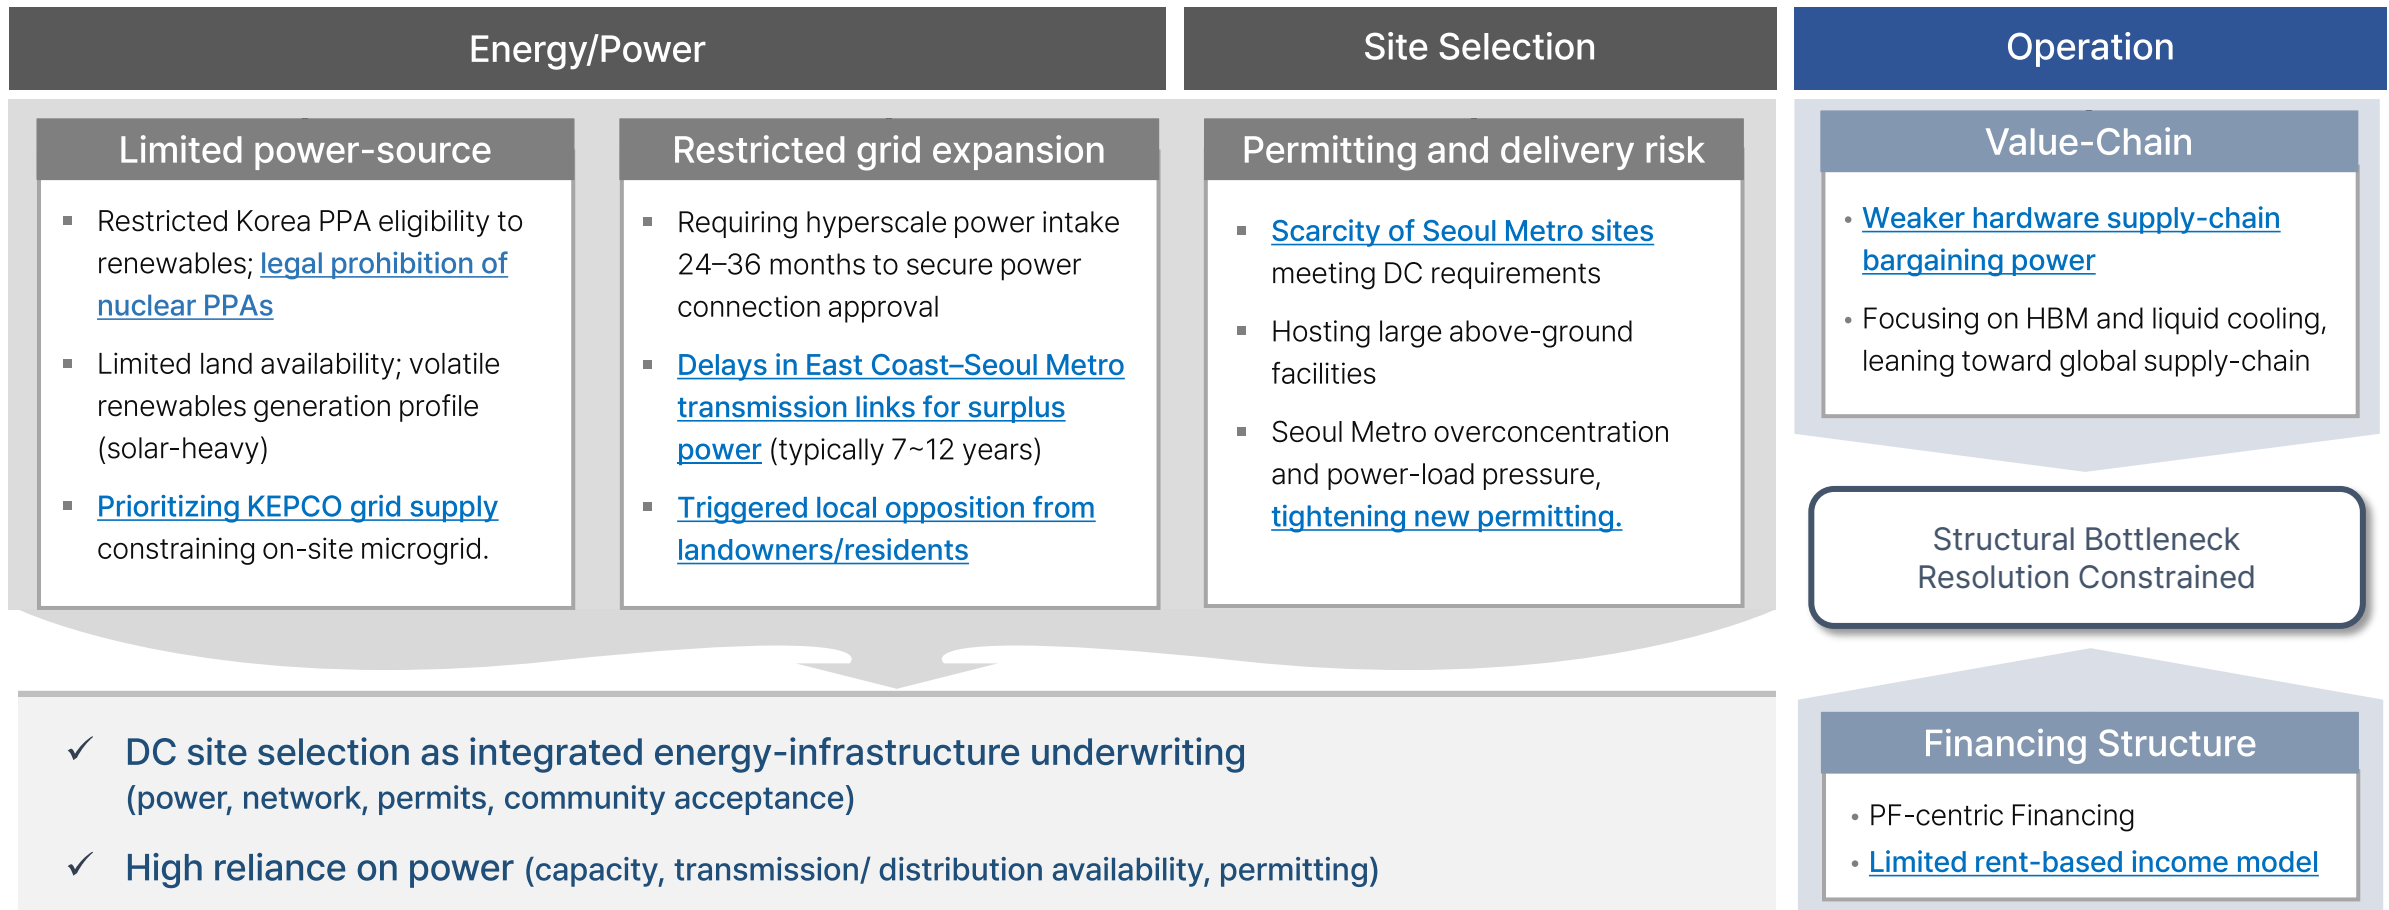 Energy/Power
Limited power-source
▪ Restricted Korea PPA eligibility to
renewables; legal prohibition of
nuclear PPAs
▪ Limited land availability; volatile
renewables generation profile
(solar-heavy)
▪ Prioritizing KEPCO grid supply
constraining on-site microgrid.
Restricted grid expansion
▪ Requiring hyperscale power intake
24–36 months to secure power
connection approval
▪ Delays in East Coast–Seoul Metro
transmission links for surplus
power (typically 7~12 years)
▪ Triggered local opposition from
landowners/residents
Site Selection
Permitting and delivery risk
▪ Scarcity of Seoul Metro sites
meeting DC requirements
▪ Hosting large above-ground
facilities
▪ Seoul Metro overconcentration
and power-load pressure,
tightening new permitting.
✓ DC site selection as integrated energy-infrastructure underwriting
(power, network, permits, community acceptance)
✓ High reliance on power (capacity, transmission/ distribution availability, permitting)
Operation
Value-Chain
• Weaker hardware supply-chain
bargaining power
• Focusing on HBM and liquid cooling,
leaning toward global supply-chain
Structural Bottleneck
Resolution Constrained
Financing Structure
• PF-centric Financing
• Limited rent-based income model